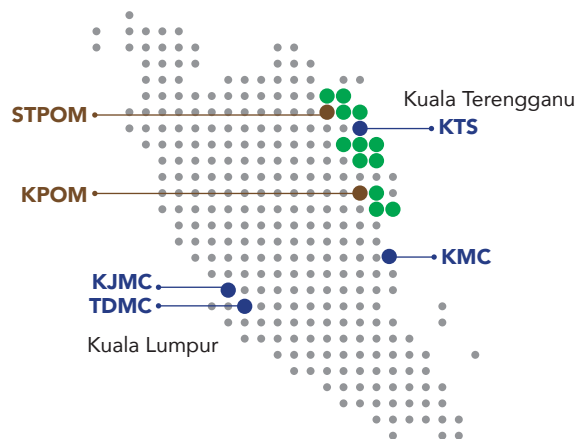 Kuala Terengganu
STPOM
KTS
KPOM
KMC
KJMC
TDMC
Kuala Lumpur